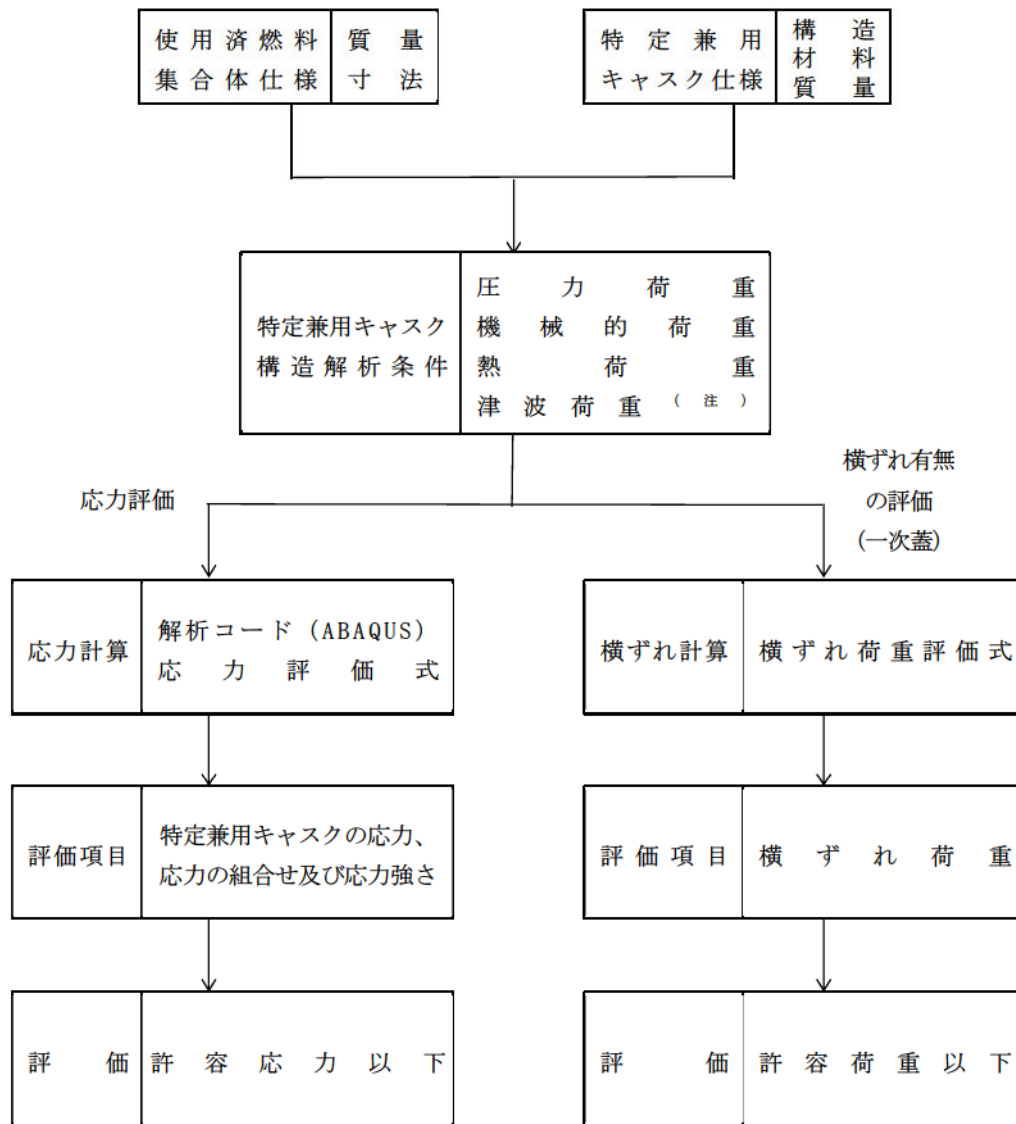 使用済燃料
集合体仕様
質量
寸法
特定兼用
キャスク仕様
構造
材料
質量
特定兼用キャスク
構造解析条件
圧力荷重
機械的荷重
熱荷重
津波荷重(注)
応力評価
横ずれ有無
の評価
(一次蓋)
応力計算
解析コード(ABAQUS)
応力評価式
横ずれ計算
横ずれ荷重評価式
評価項目
特定兼用キャスクの応力、
応力の組合せ及び応力強さ
評価項目
横ずれ荷重
評価
許容応力以下
評価
許容荷重以下